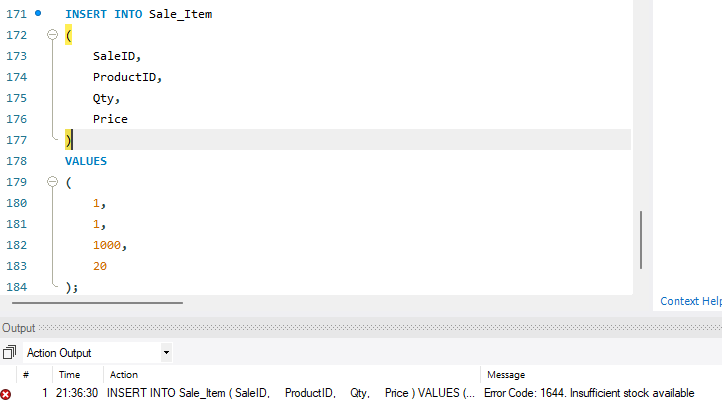 171 INSERT INTO Sale_Item
172 (
173 SaleID,
174 ProductID,
175 Qty,
176 Price
177 )
178 VALUES
179 (
180 1,
181 1,
182 1000,
183 20
184 );
Context Help
Output
Action Output
# Time Action Message
1 21:36:30 INSERT INTO Sale_Item ( SaleID, ProductID, Qty, Price ) VALUES (... Error Code: 1644. Insufficient stock available